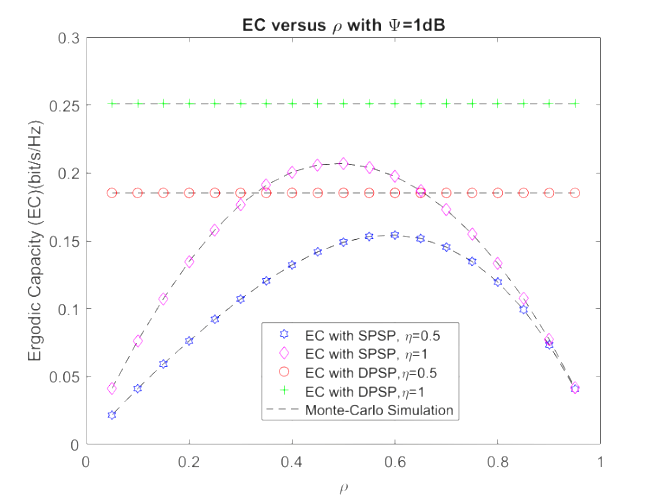 EC versus ρ with Ψ=1dB
Ergodic Capacity (EC)(bit/s/Hz)
0.3
0.25
0.2
0.15
0.1
0.05
0
EC with SPSP, η=0.5
EC with SPSP, η=1
EC with DPSP,η=0.5
EC with DPSP,η=1
Monte-Carlo Simulation
0 0.2 0.4 0.6 0.8 1
ρ